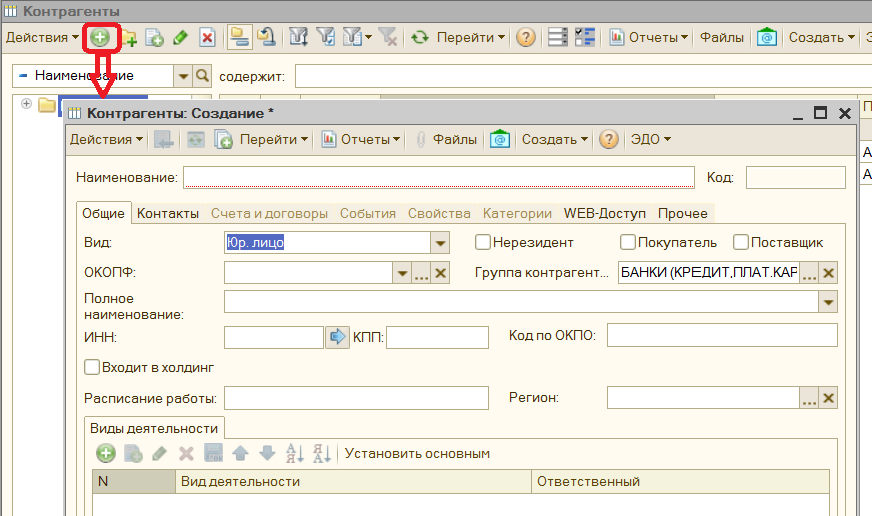 Контрагенты
Действия Перейти Отчеты Файлы Создать Э
Наименование содержит:
Контрагенты: Создание * П
Действия Перейти Отчеты Файлы Создать ЭДО
А
Наименование: Код: А
Общие Контакты Счета и договоры События Свойства Категории WEB-Доступ Прочее
Вид: Юр. лицо Нерезидент Покупатель Поставщик
ОКОПФ: Группа контрагент... БАНКИ (КРЕДИТ,ПЛАТ.КАР
Полное
наименование:
ИНН: КПП: Код по ОКПО:
Входит в холдинг
Расписание работы: Регион:
Виды деятельности
Установить основным
N Вид деятельности Ответственный